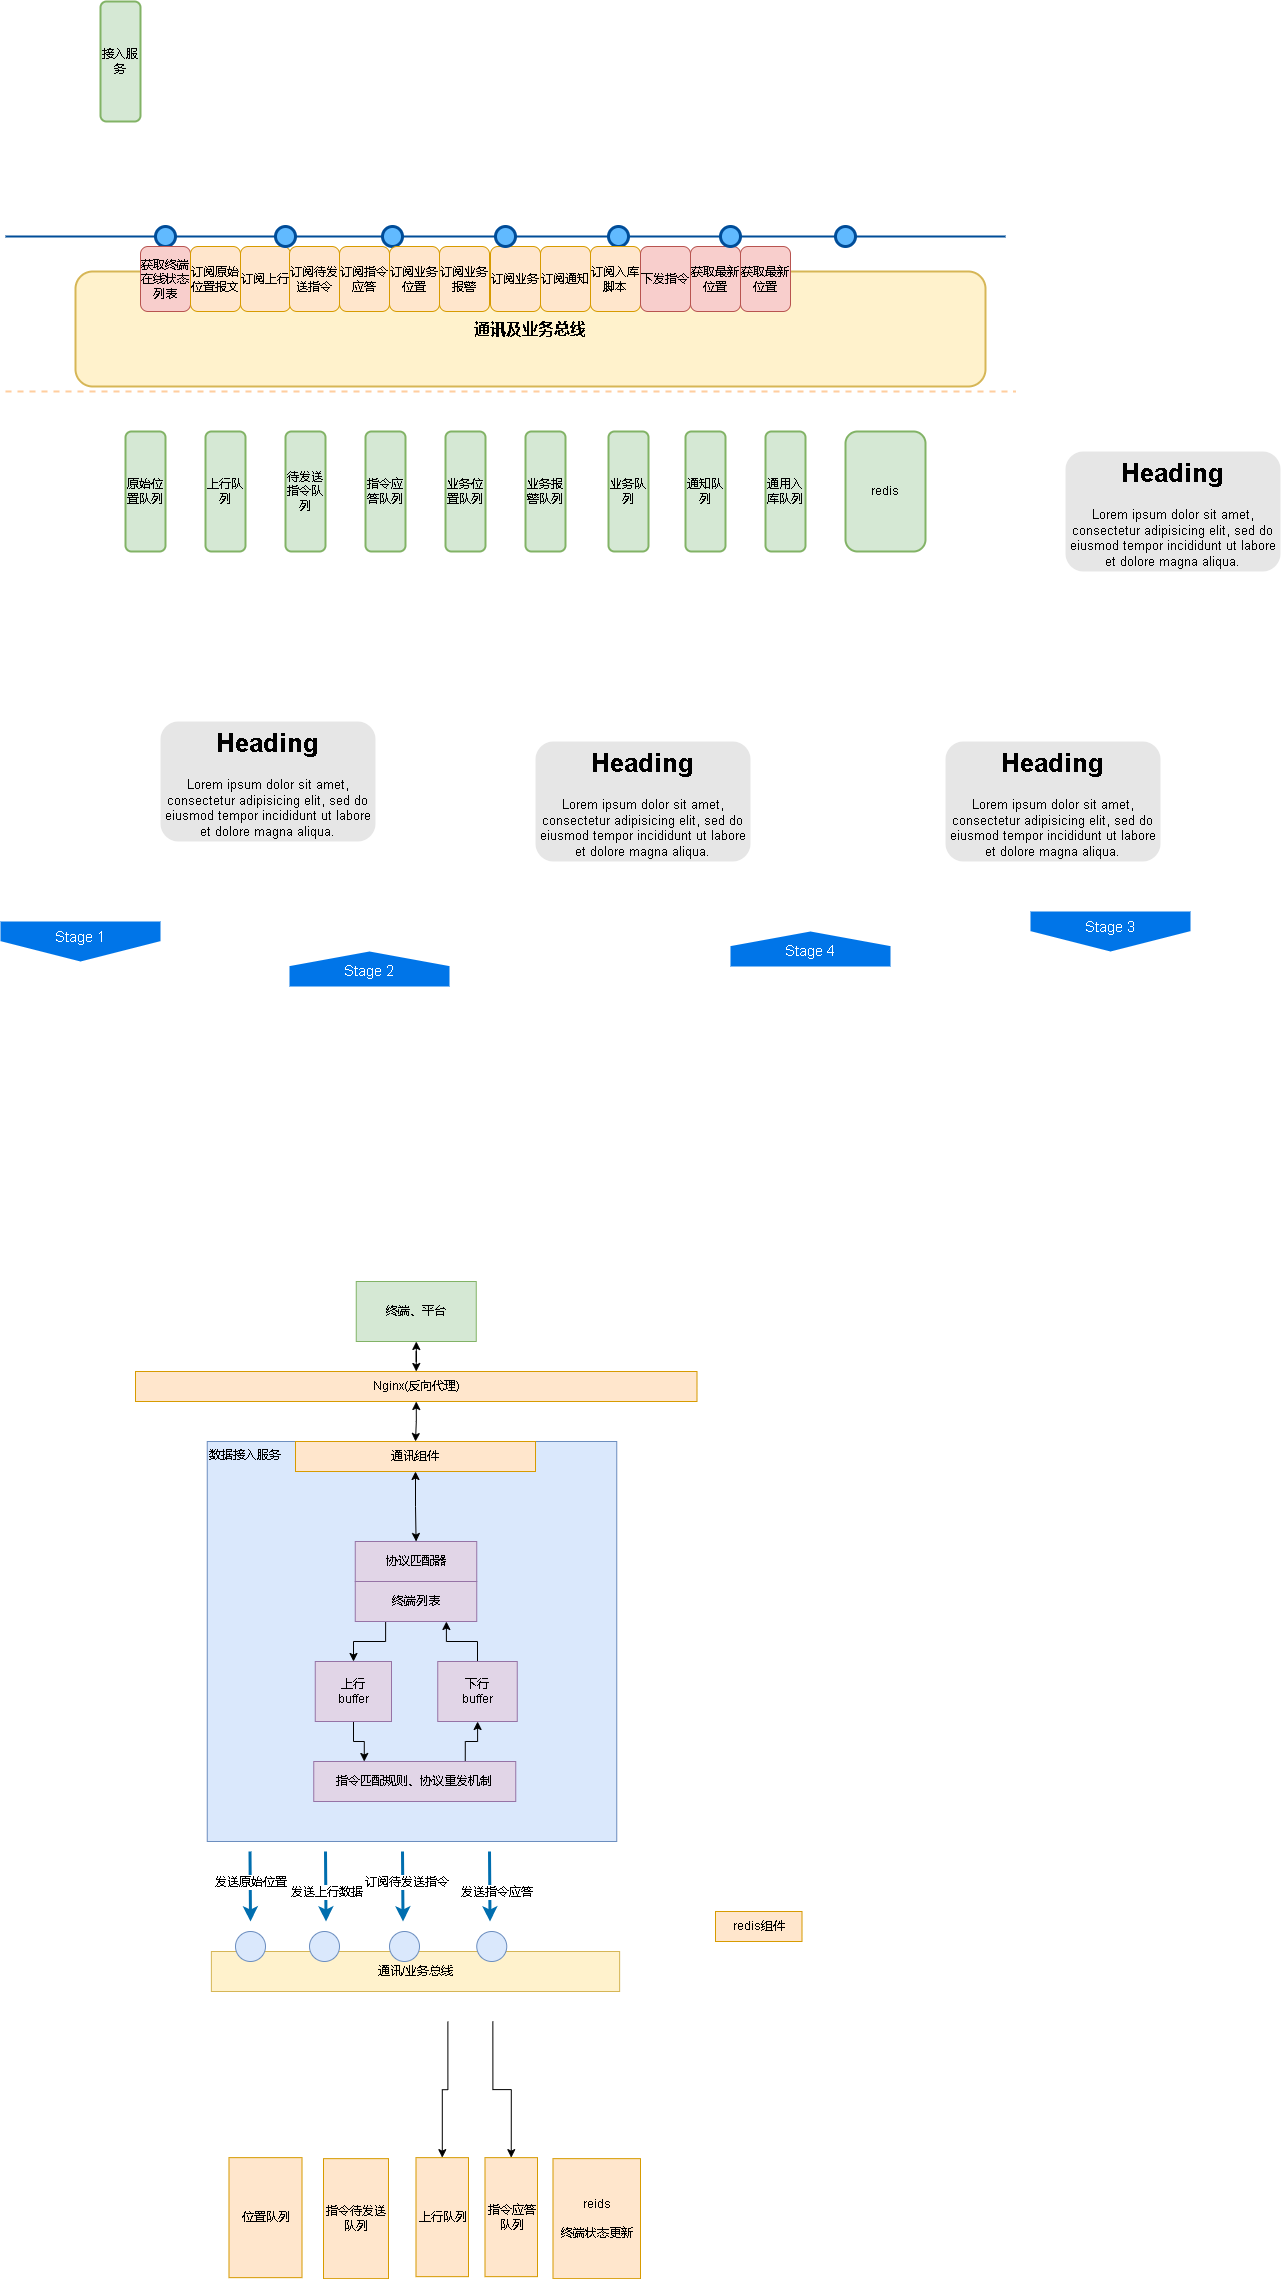 接入服
务
获取终端
在线状态
列表
订阅原始
位置报文
订阅上行
订阅待发
送指令
订阅指令
应答
订阅业务
位置
订阅业务
报警
订阅业务
订阅通知
订阅入库
脚本
下发指令
获取最新
位置
获取最新
位置
通讯及业务总线
原始位
置队列
上行队
列
待发送
指令队
列
指令应
答队列
业务位
置队列
业务报
警队列
业务队
列
通知队
列
通用入
库队列
redis
Heading
Lorem ipsum dolor sit amet,
consectetur adipisicing elit, sed do
eiusmod tempor incididunt ut labore
et dolore magna aliqua.
Heading
Lorem ipsum dolor sit amet,
consectetur adipisicing elit, sed do
eiusmod tempor incididunt ut labore
et dolore magna aliqua.
Heading
Lorem ipsum dolor sit amet,
consectetur adipisicing elit, sed do
eiusmod tempor incididunt ut labore
et dolore magna aliqua.
Heading
Lorem ipsum dolor sit amet,
consectetur adipisicing elit, sed do
eiusmod tempor incididunt ut labore
et dolore magna aliqua.
Stage 1
Stage 2
Stage 4
Stage 3
终端、平台
Nginx(反向代理)
数据接入服务
通讯组件
协议匹配器
终端列表
上行
buffer
下行
buffer
指令匹配规则、协议重发机制
发送原始位置
发送上行数据
订阅待发送指令
发送指令应答
redis组件
通讯/业务总线
位置队列
指令待发送
队列
上行队列
指令应答
队列
reids
终端状态更新